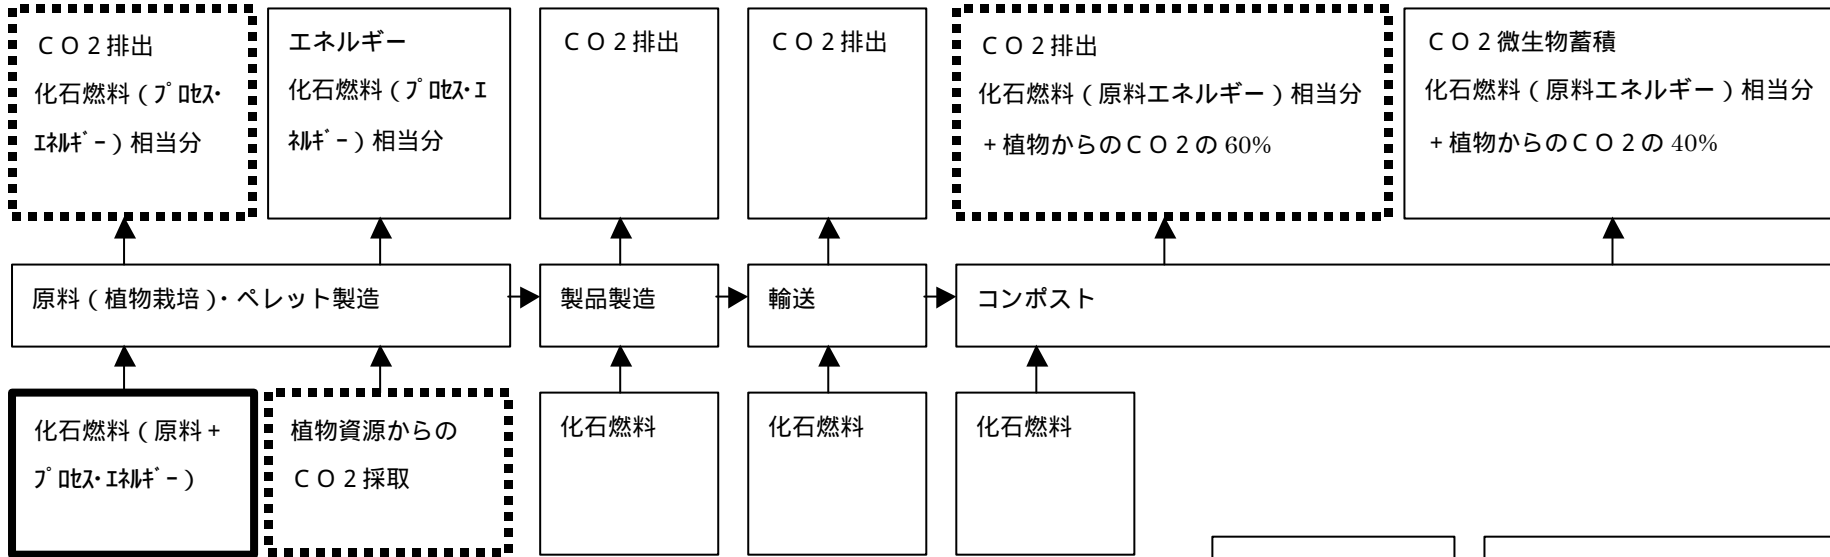 ＣＯ２排出
化石燃料（ﾌﾟﾛｾｽ･
ｴﾈﾙｷﾞｰ）相当分
エネルギー
化石燃料（ﾌﾟﾛｾｽ･エ
ﾈﾙｷﾞｰ）相当分
ＣＯ２排出
ＣＯ２排出
ＣＯ２排出
化石燃料（原料エネルギー）相当分
＋植物からのＣＯ２の 60%
ＣＯ２微生物蓄積
化石燃料（原料エネルギー）相当分
＋植物からのＣＯ２の 40%
原料（植物栽培）・ペレット製造
製品製造
輸送
コンポスト
化石燃料（原料＋
ﾌﾟﾛｾｽ･ｴﾈﾙｷﾞｰ）
植物資源からの
ＣＯ２採取
化石燃料
化石燃料
化石燃料